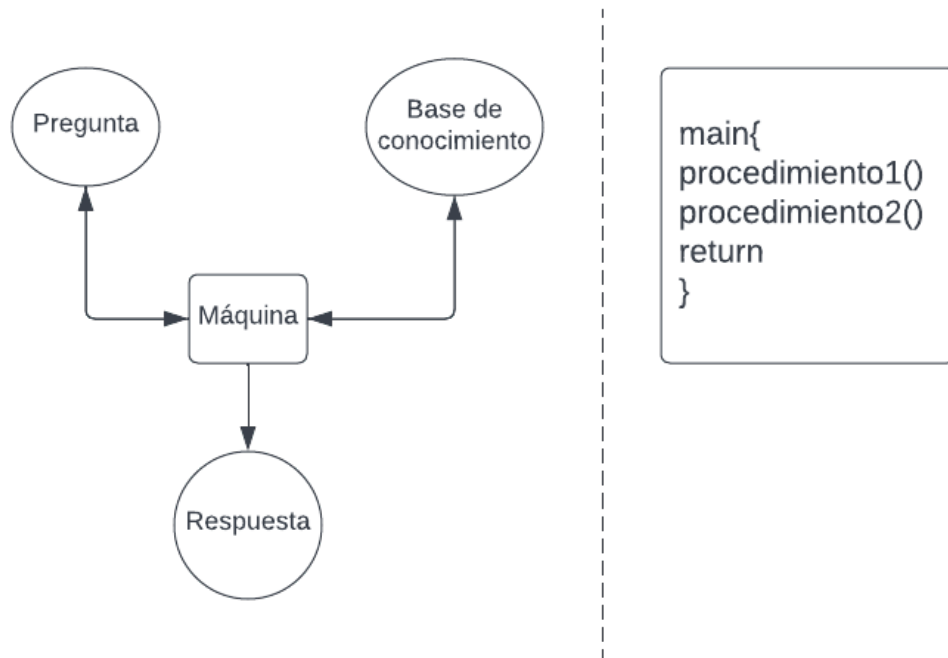 Pregunta
Base de
conocimiento
Máquina
Respuesta
main{
procedimiento1()
procedimiento2()
return
}